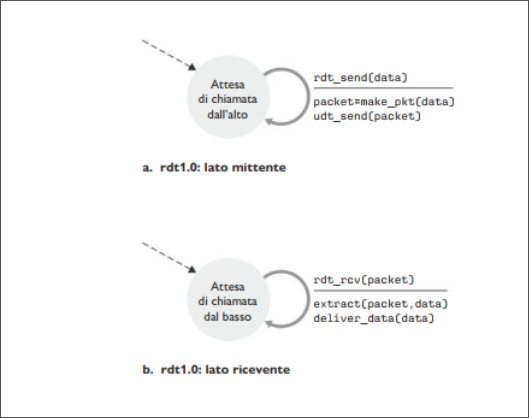 Attesa
di chiamata
dall'alto
rdt_send(data)
packet=make_pkt(data)
udt_send(packet)
a. rdt1.0: lato mittente
Attesa
di chiamata
dal basso
rdt_rcv(packet)
extract(packet,data)
deliver_data(data)
b. rdt1.0: lato ricevente